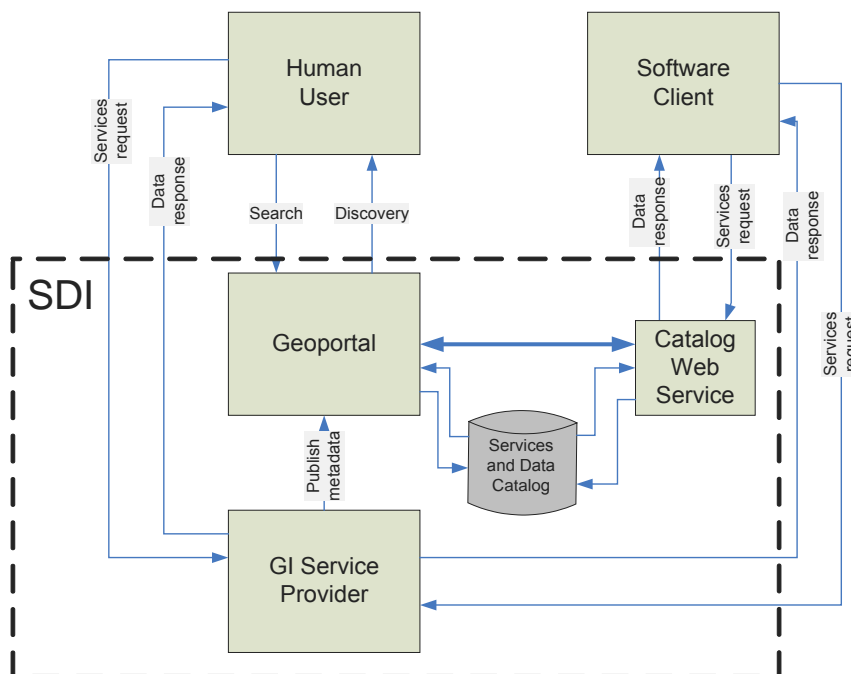 Human
User
Software
Client
Services
request
Data
response
Search
Discovery
Data
response
Services
request
Data
response
Services
request
SDI
Geoportal
Catalog
Web
Service
Services
and Data
Catalog
Publish
metadata
GI Service
Provider